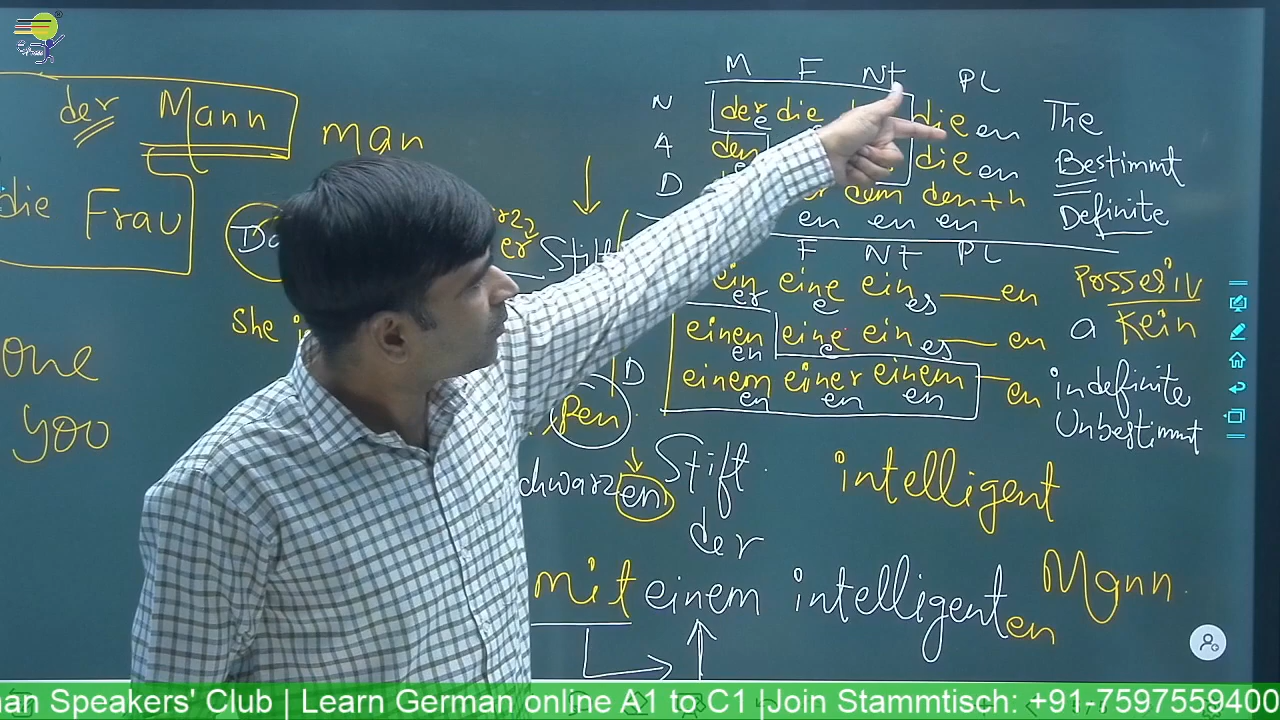 der Mann man
die Frau
She
one
you
M F Nt PL
N der e die die en The
A den die en Bestimmt
D dem den+n Definite
en en en
F Nt PL
ein er eine e ein es en Possesiv
a Kein
einen en eine e ein es en
einem en einer en einem en en indefinite
Unbestimmt
er Stift
D
Pen
chwarzen Stift
der
intelligent
mit einem intelligenten Mann
an Speakers' Club | Learn German online A1 to C1 |Join Stammtisch: +91-7597559400